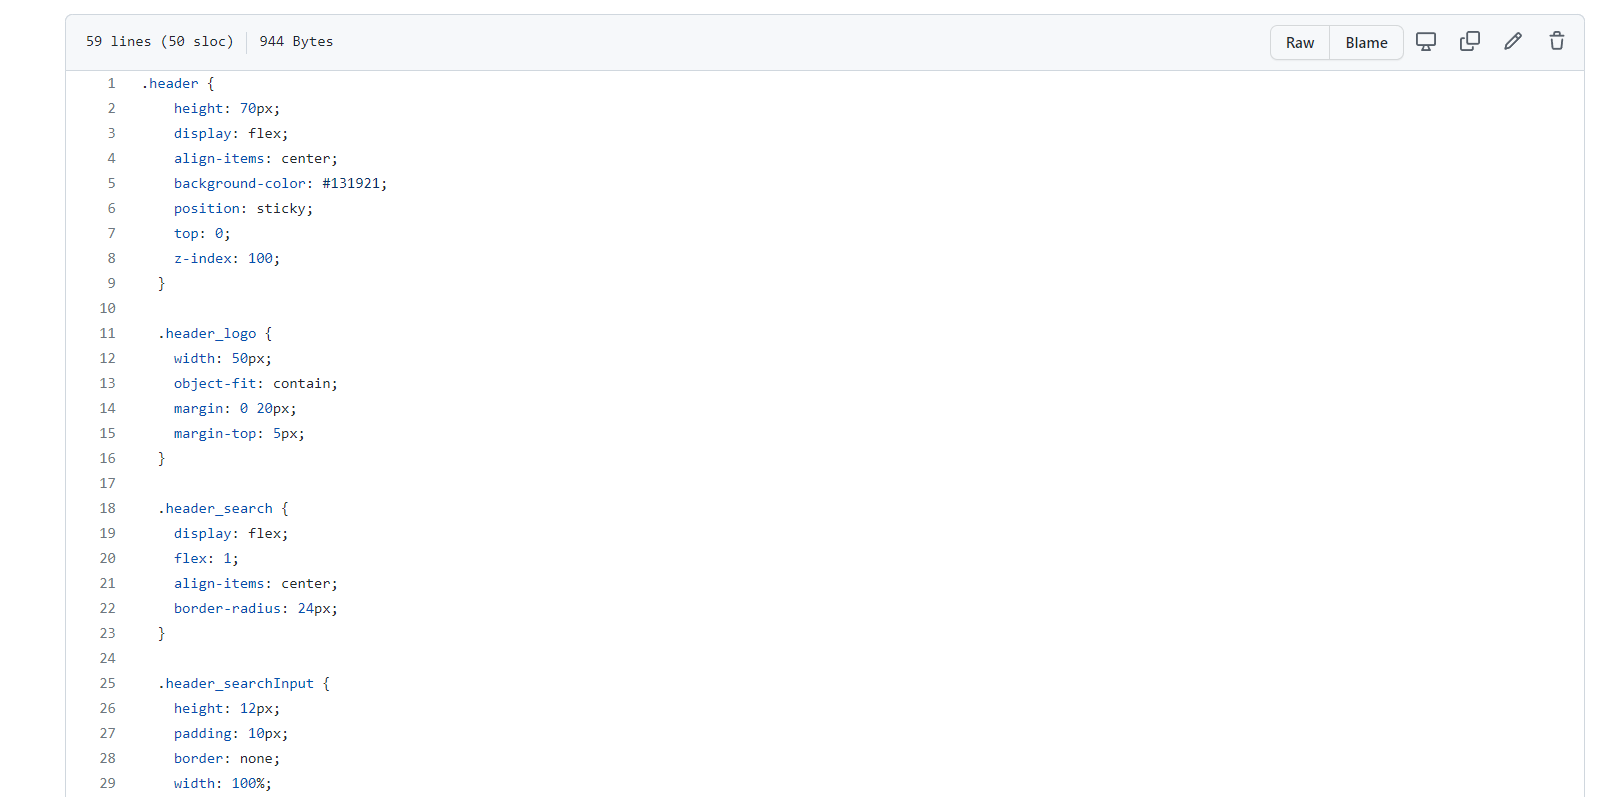 59 lines (50 sloc) 944 Bytes Raw Blame
1 .header {
2 height: 70px;
3 display: flex;
4 align-items: center;
5 background-color: #131921;
6 position: sticky;
7 top: 0;
8 z-index: 100;
9 }
10
11 .header_logo {
12 width: 50px;
13 object-fit: contain;
14 margin: 0 20px;
15 margin-top: 5px;
16 }
17
18 .header_search {
19 display: flex;
20 flex: 1;
21 align-items: center;
22 border-radius: 24px;
23 }
24
25 .header_searchInput {
26 height: 12px;
27 padding: 10px;
28 border: none;
29 width: 100%;